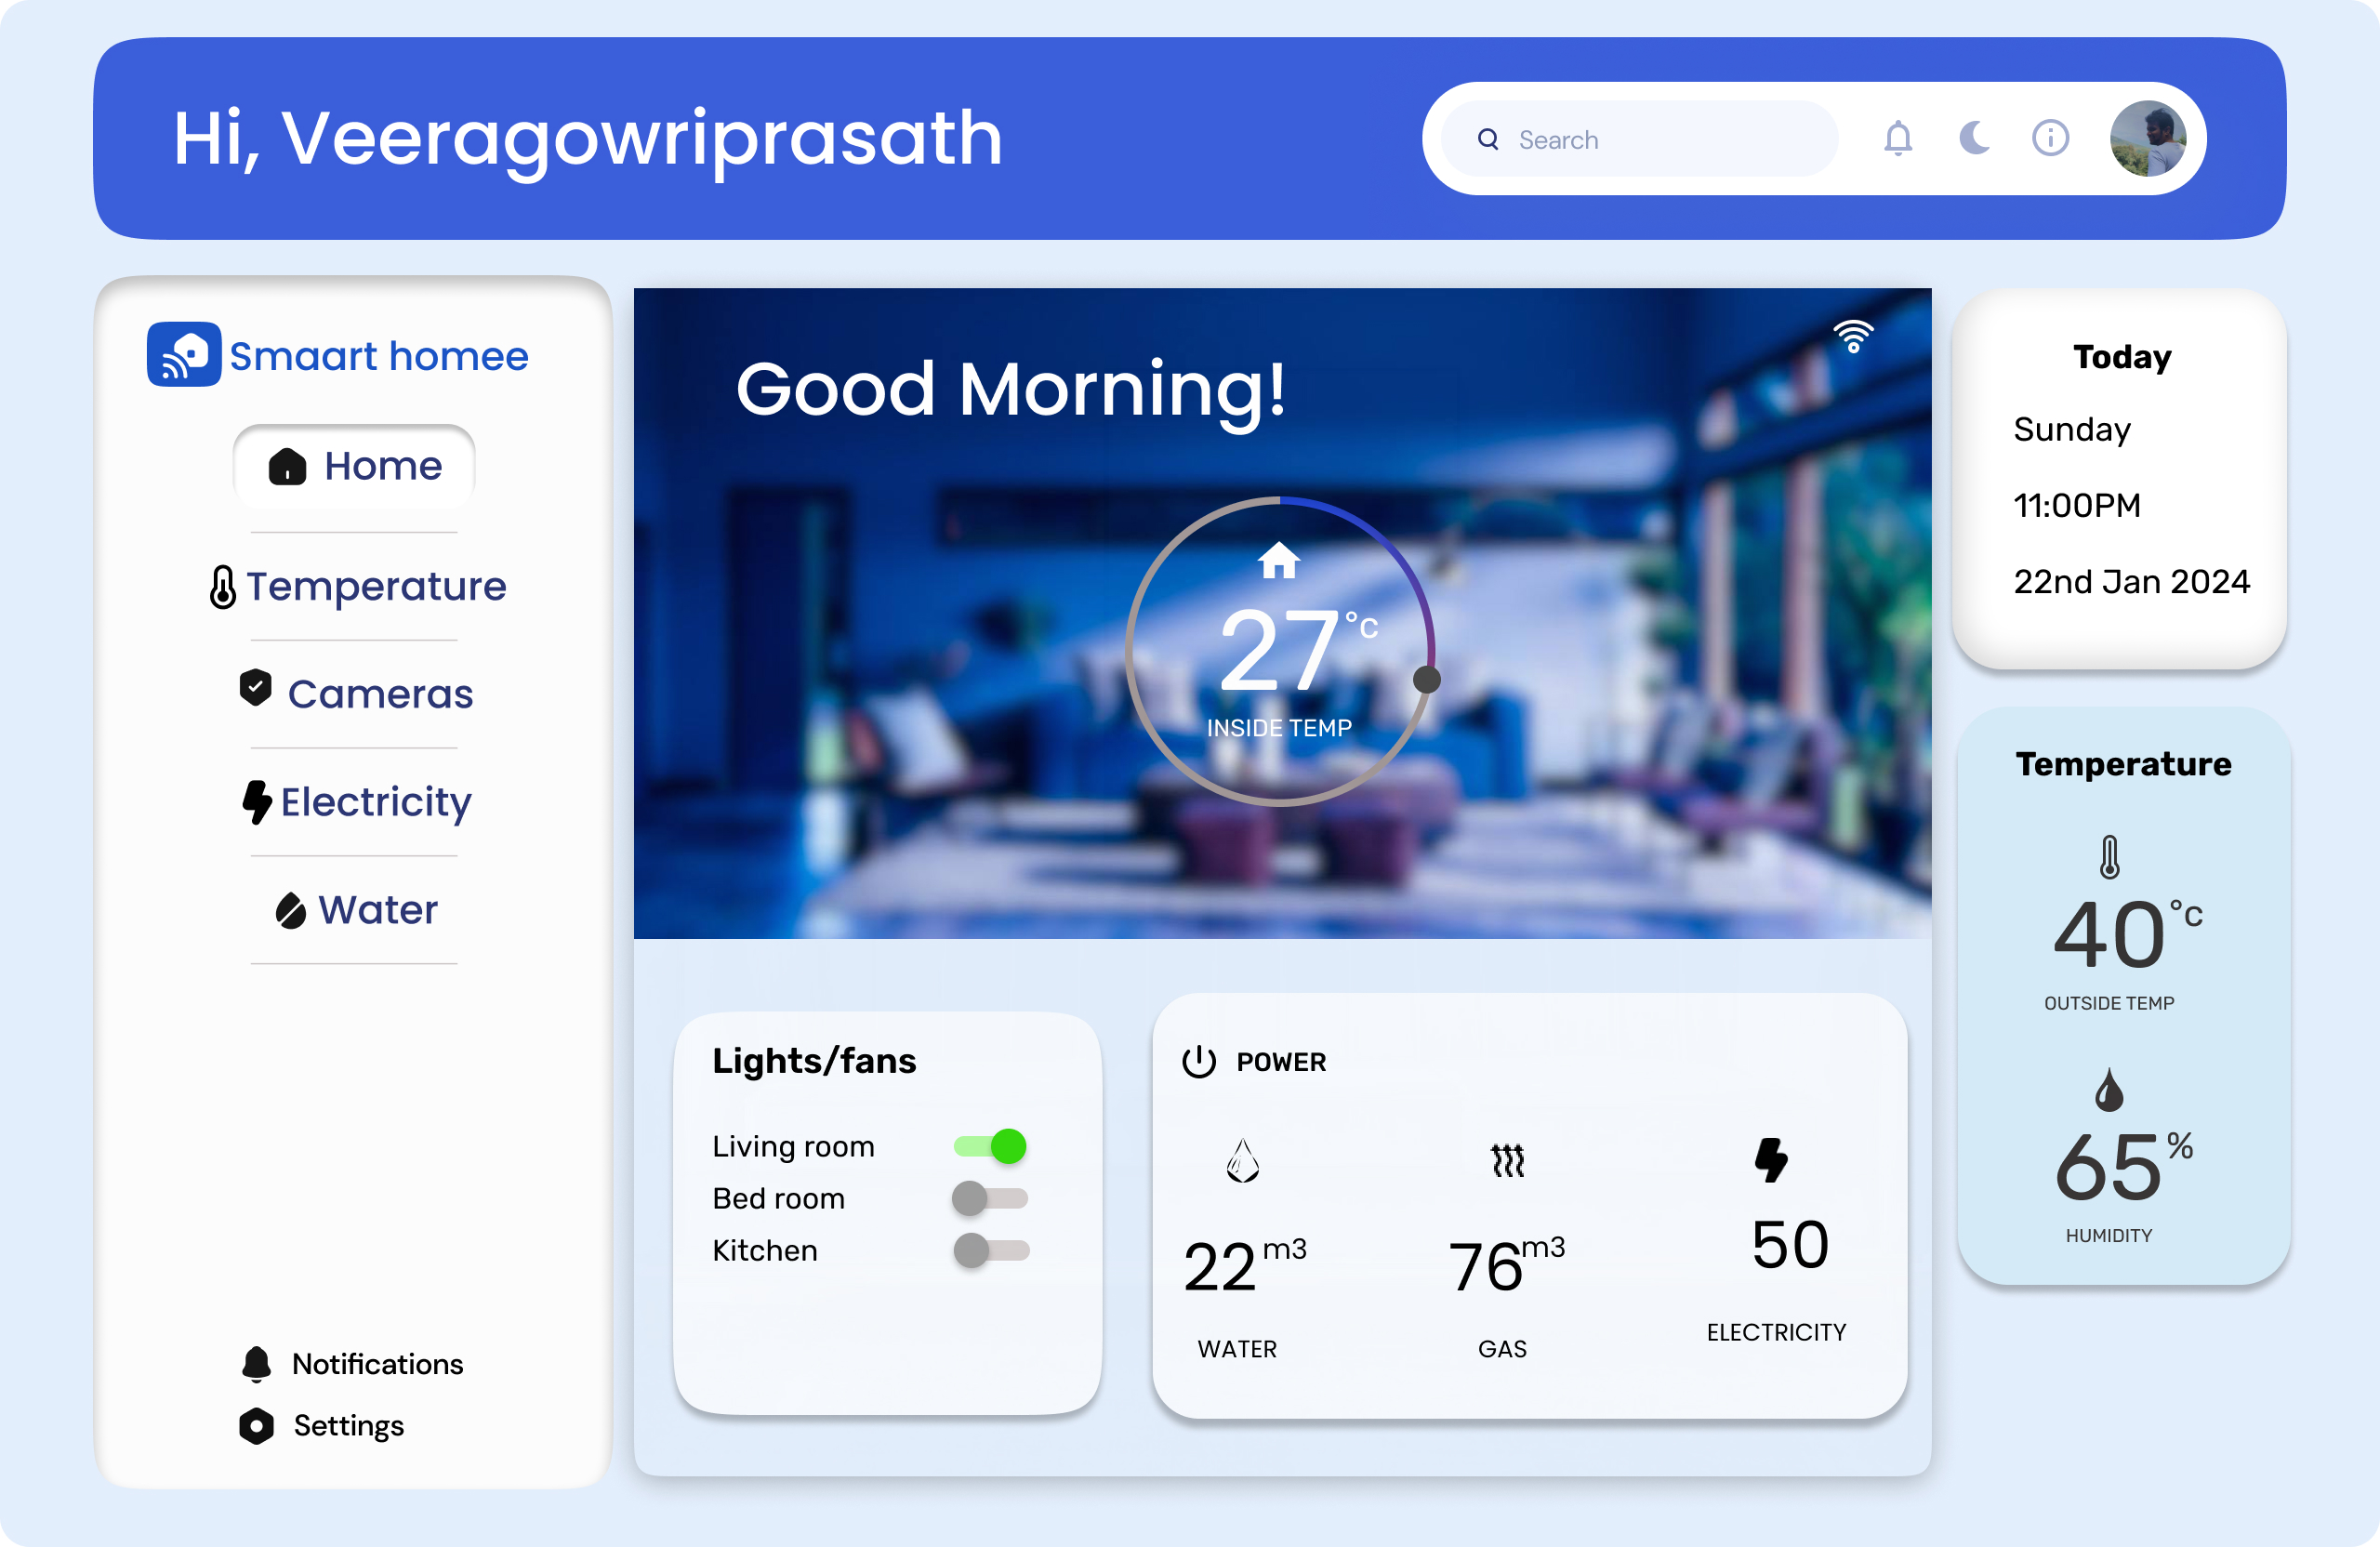 Hi, Veeragowriprasath
Search
Smaart homee
Home
Temperature
Cameras
Electricity
Water
Notifications
Settings
Good Morning!
27 °C
INSIDE TEMP
Lights/fans
Living room
Bed room
Kitchen
POWER
22 m3
WATER
76 m3
GAS
50
ELECTRICITY
Today
Sunday
11:00PM
22nd Jan 2024
Temperature
40 °C
OUTSIDE TEMP
65 %
HUMIDITY